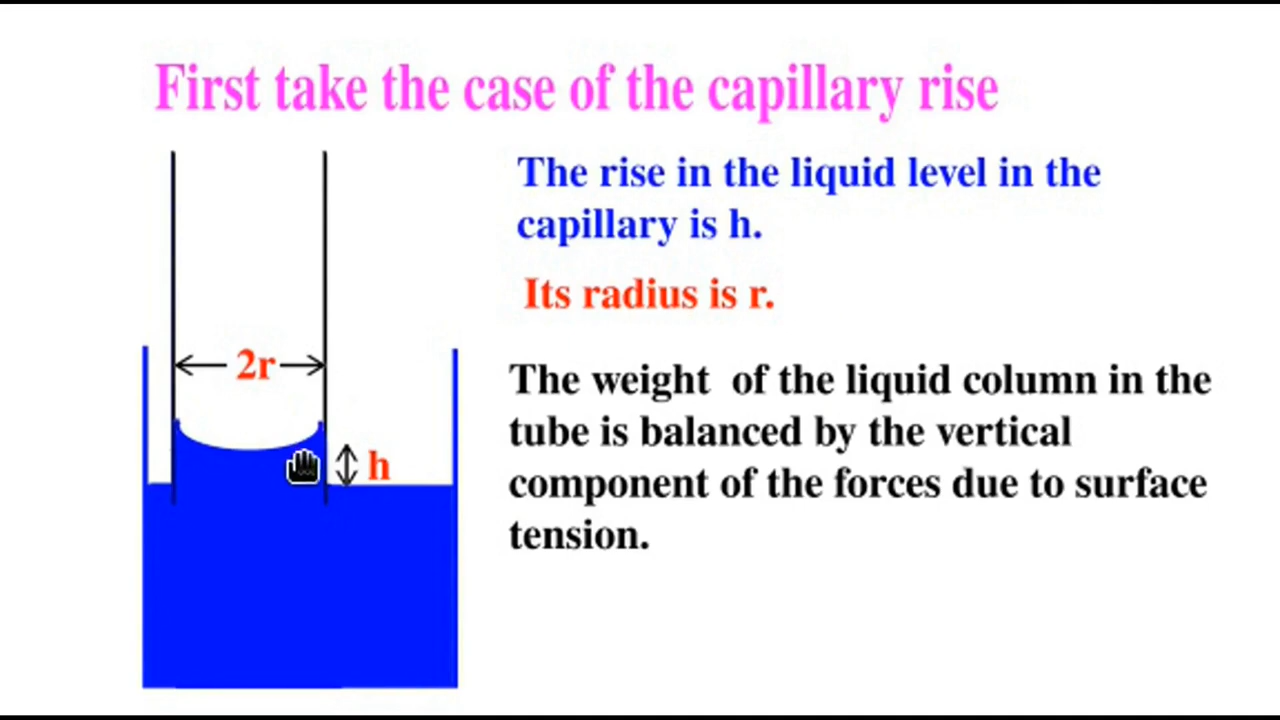 First take the case of the capillary rise
The rise in the liquid level in the
capillary is h.
Its radius is r.
2r
h
The weight of the liquid column in the
tube is balanced by the vertical
component of the forces due to surface
tension.